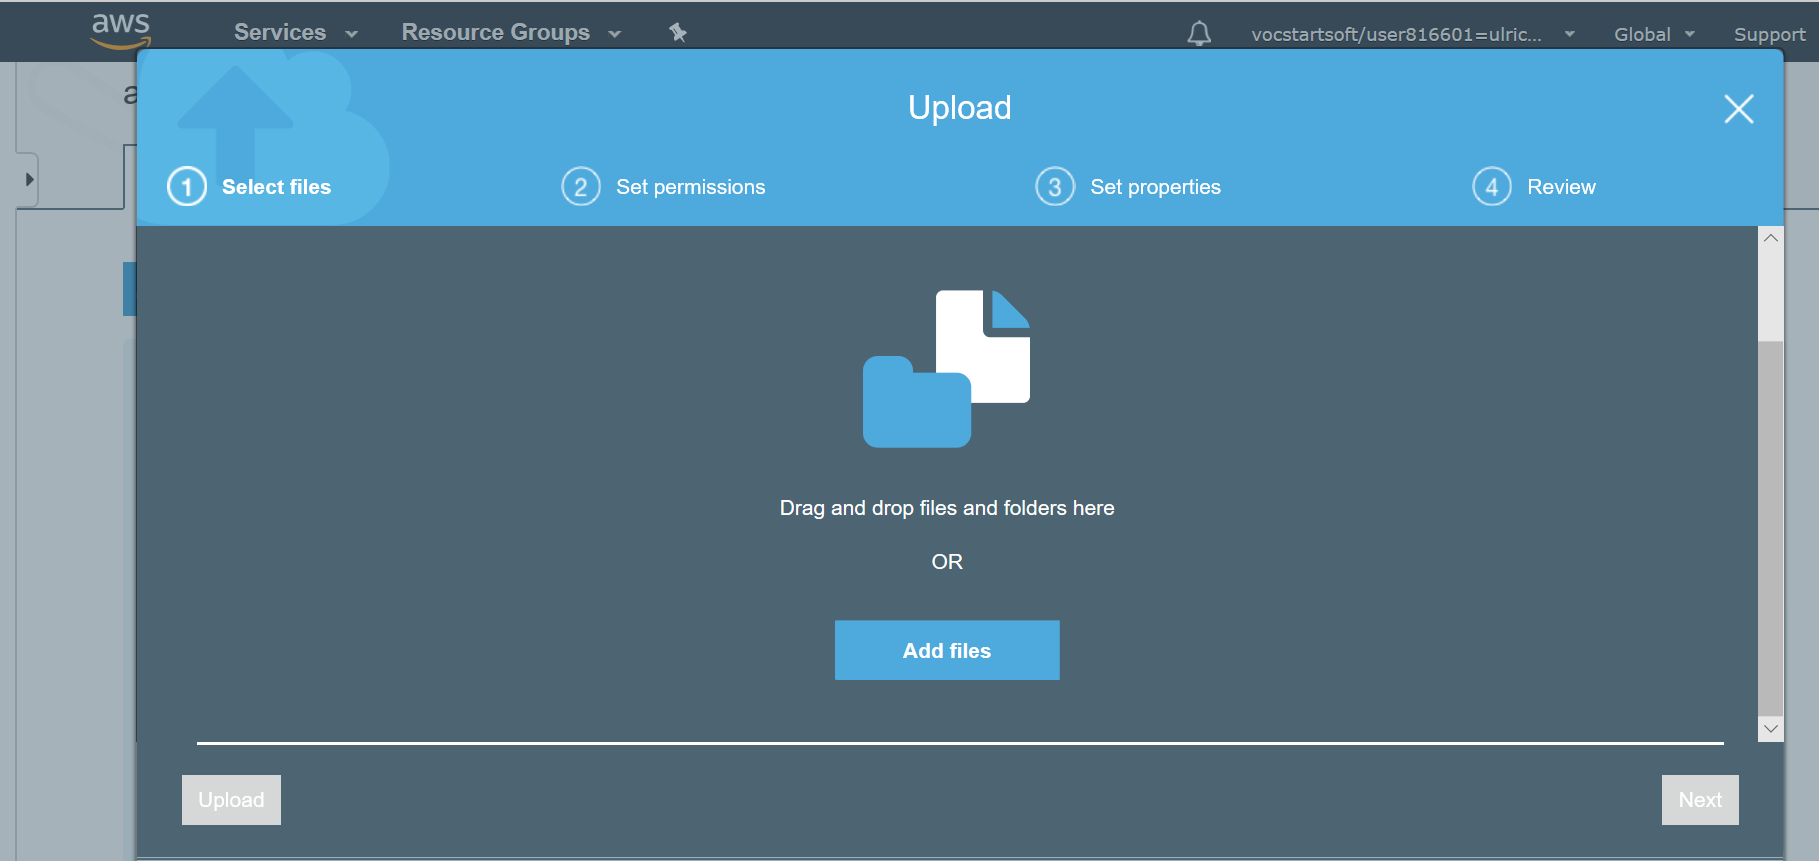 aws Services Resource Groups vocstartsoft/user816601=ulric... Global Support
a
Upload
1 Select files 2 Set permissions 3 Set properties 4 Review
Drag and drop files and folders here
OR
Add files
Upload Next